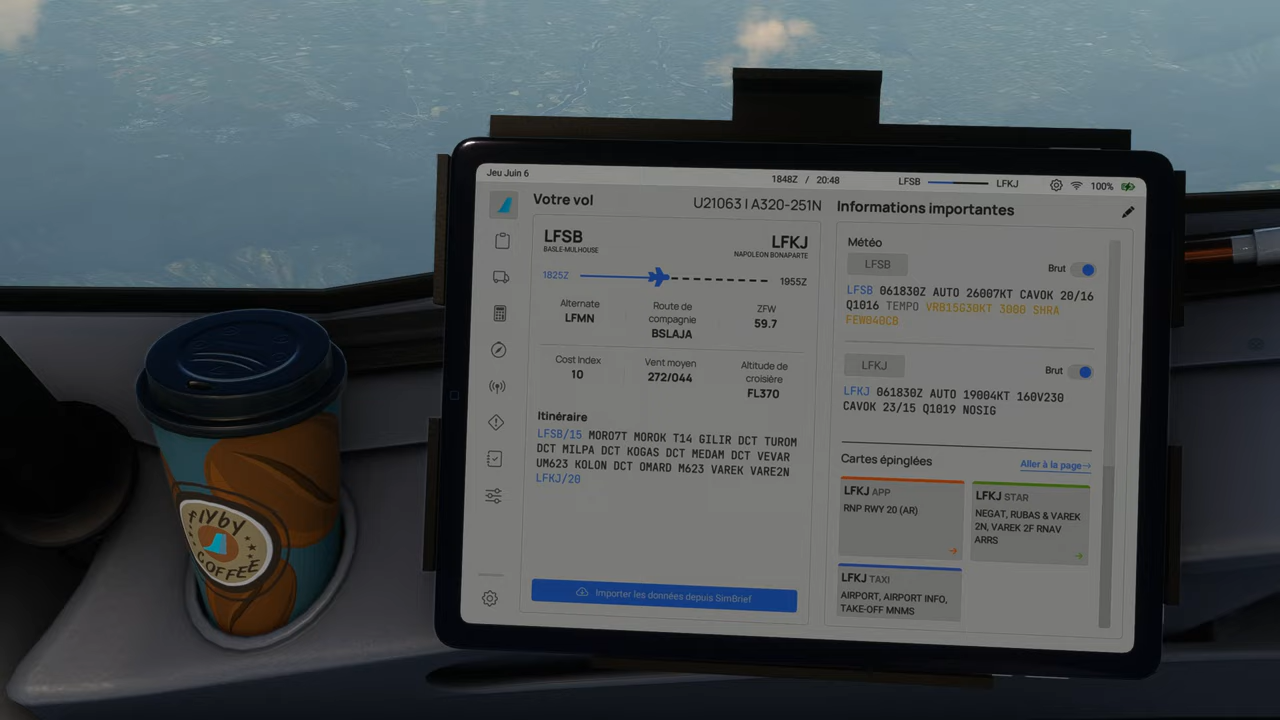 Jeu Juin 6
1848Z / 20:48
LFSB LFKJ
100%
Votre vol
U21063 | A320-251N
LFSB
BASLE-MULHOUSE
LFKJ
NAPOLEON BONAPARTE
1825Z
1955Z
Alternate
LFMN
Route de
compagnie
BSLAJA
ZFW
59.7
Cost Index
10
Vent moyen
272/044
Altitude de
croisière
FL370
Itinéraire
LFSB/15 MORO7T MOROK T14 GILIR DCT TUROM
DCT MILPA DCT KOGAS DCT MEDAM DCT VEVAR
UM623 KOLON DCT OMARD M623 VAREK VARE2N
LFKJ/20
Importer les données depuis SimBrief
Informations importantes
Météo
LFSB
Brut
LFSB 061830Z AUTO 26007KT CAVOK 20/16
Q1016 TEMPO VRB15G30KT 3000 SHRA
FEW040CB
LFKJ
Brut
LFKJ 061830Z AUTO 19004KT 160V230
CAVOK 23/15 Q1019 NOSIG
Cartes épinglées
Aller à la page→
LFKJ APP
RNP RWY 20 (AR)
LFKJ STAR
NEGAT, RUBAS & VAREK
2N, VAREK 2F RNAV
ARRS
LFKJ TAXI
AIRPORT, AIRPORT INFO,
TAKE-OFF MNMS
flyby
COFFEE